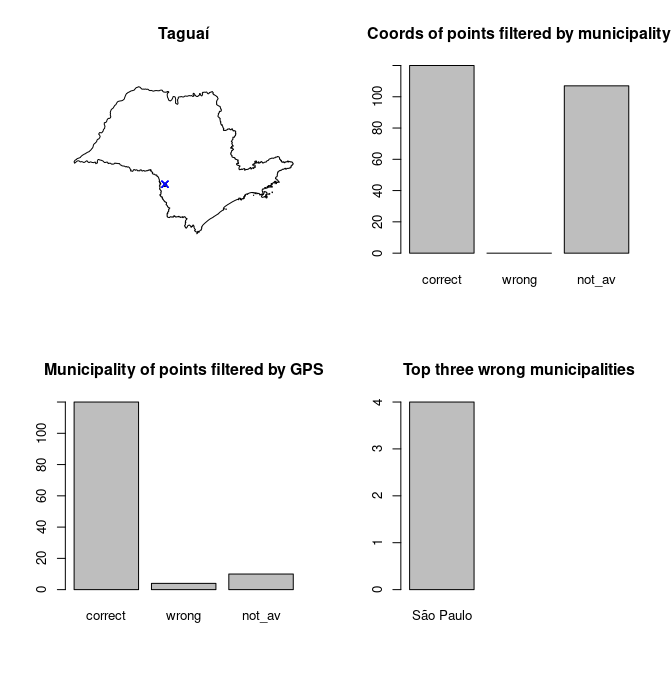 Taguaí
Coords of points filtered by municipality
100
80
60
40
20
0
correct wrong not_av
Municipality of points filtered by GPS
100
80
60
40
20
0
correct wrong not_av
Top three wrong municipalities
4
3
2
1
0
São Paulo